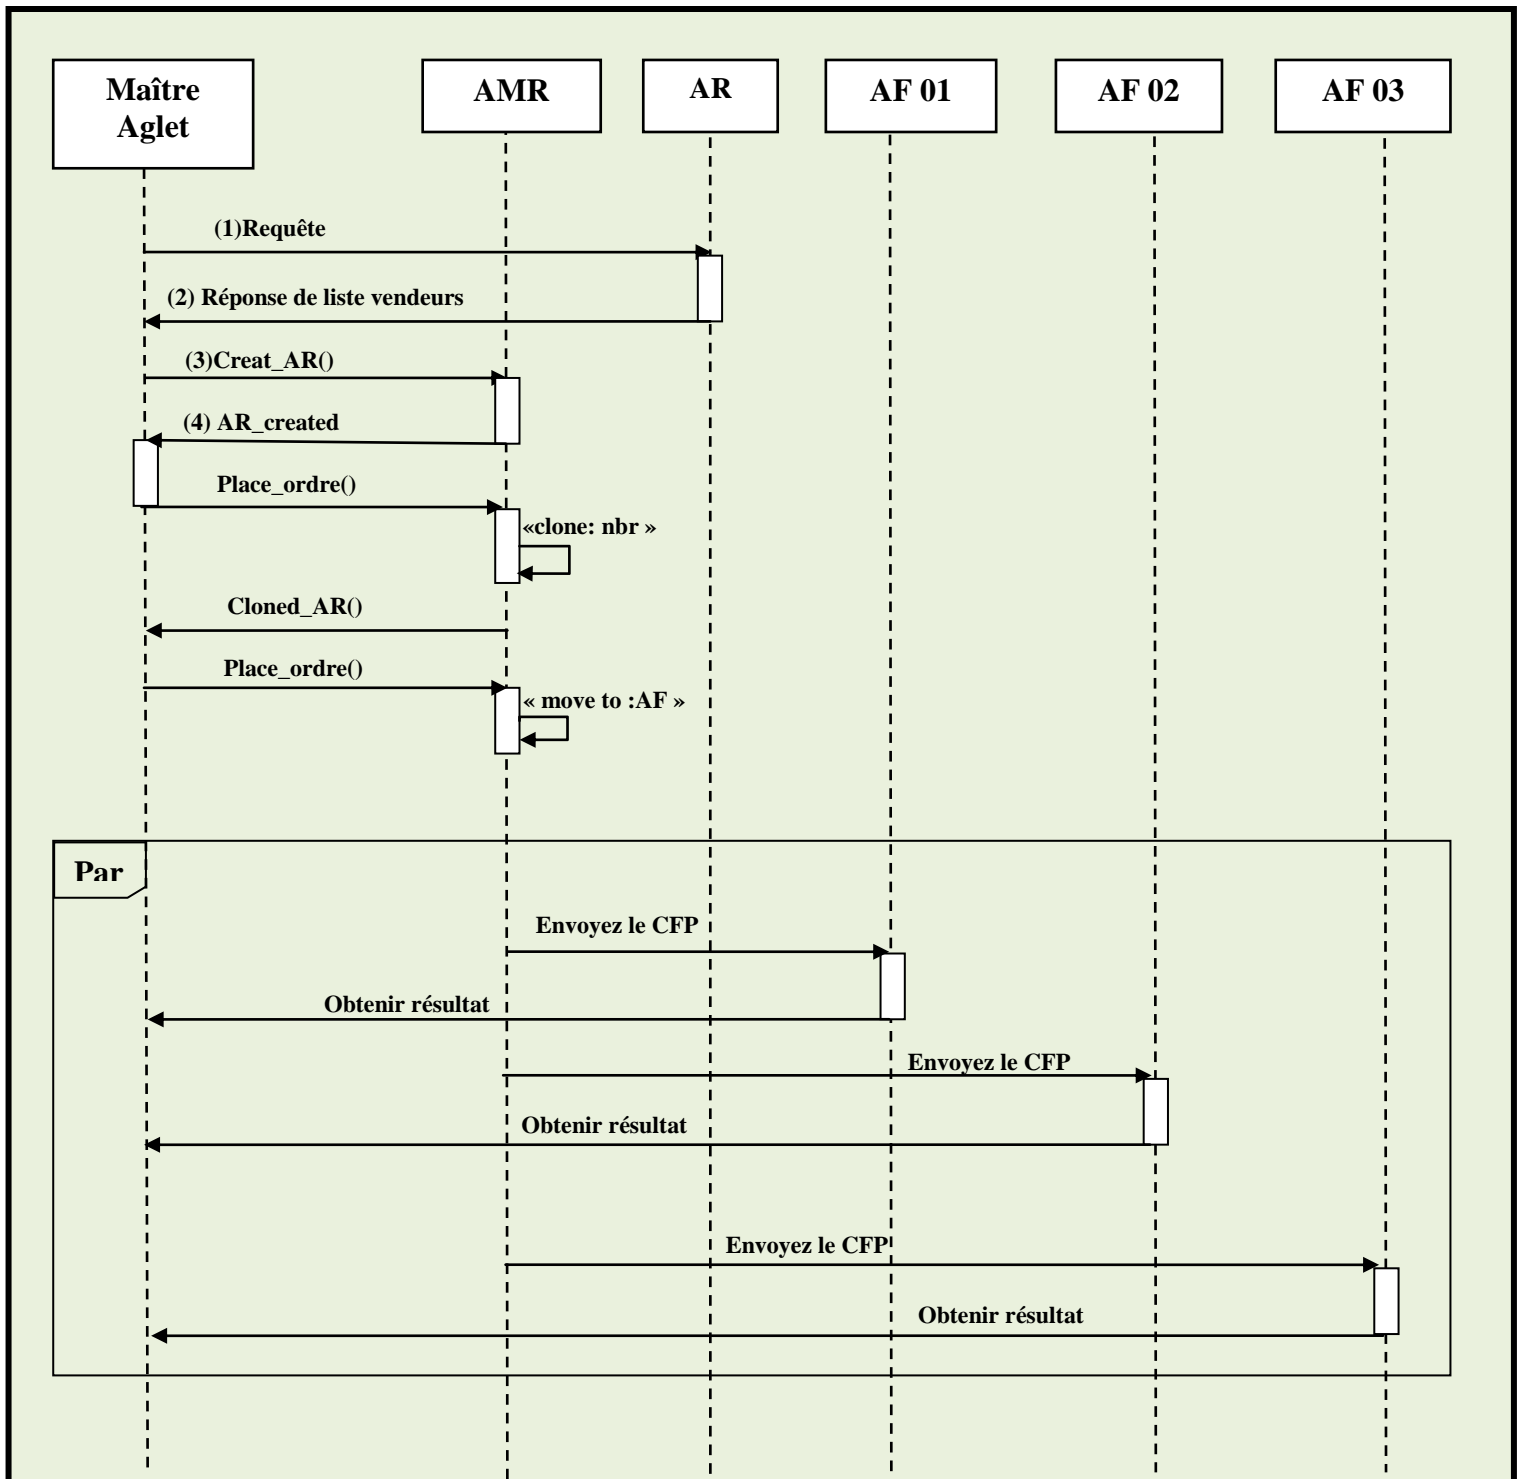 Maître
Aglet
AMR
AR
AF 01
AF 02
AF 03
(1)Requête
(2) Réponse de liste vendeurs
(3)Creat_AR()
(4) AR_created
Place_ordre()
«clone: nbr »
Cloned_AR()
Place_ordre()
« move to :AF »
Par
Envoyez le CFP
Obtenir résultat
Envoyez le CFP
Obtenir résultat
Envoyez le CFP
Obtenir résultat